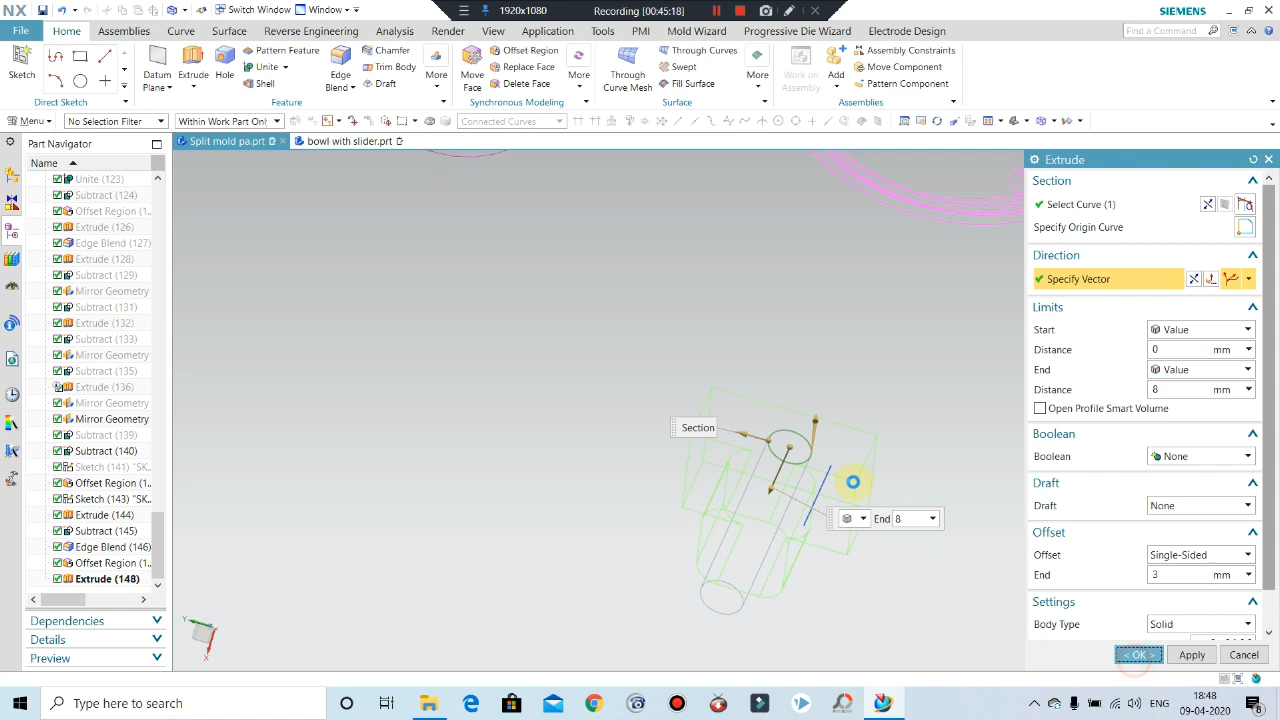 NX
Switch Window
Window
1920x1080
Recording [00:45:18]
SIEMENS
File
Home
Assemblies
Curve
Surface
Reverse Engineering
Analysis
Render
View
Application
Tools
PMI
Mold Wizard
Progressive Die Wizard
Electrode Design
Find a Command
Sketch
Direct Sketch
Datum Plane
Extrude
Hole
Pattern Feature
Unite
Shell
Edge Blend
Chamfer
Trim Body
Draft
More
Feature
Move Face
Offset Region
Replace Face
Delete Face
More
Synchronous Modeling
Through Curve Mesh
Through Curves
Swept
Fill Surface
More
Surface
Work on Assembly
Add
Assembly Constraints
Move Component
Pattern Component
Assemblies
Menu
No Selection Filter
Within Work Part Onl
Connected Curves
Part Navigator
Split mold pa.prt
bowl with slider.prt
Name
Unite (123)
Subtract (124)
Offset Region (1...
Extrude (126)
Edge Blend (127)
Extrude (128)
Subtract (129)
Mirror Geometry
Subtract (131)
Extrude (132)
Subtract (133)
Mirror Geometry
Subtract (135)
Extrude (136)
Mirror Geometry
Mirror Geometry
Subtract (139)
Subtract (140)
Sketch (141) "SK...
Offset Region (1...
Sketch (143) "SK...
Extrude (144)
Subtract (145)
Edge Blend (146)
Offset Region (1...
Extrude (148)
Dependencies
Details
Preview
Section
End 8
Y
X
Extrude
Section
Select Curve (1)
Specify Origin Curve
Direction
Specify Vector
Limits
Start Value
Distance 0 mm
End Value
Distance 8 mm
Open Profile Smart Volume
Boolean
Boolean None
Draft
Draft None
Offset
Offset Single-Sided
End 3 mm
Settings
Body Type Solid
< OK >
Apply
Cancel
Type here to search
ENG
18:48
09-04-2020